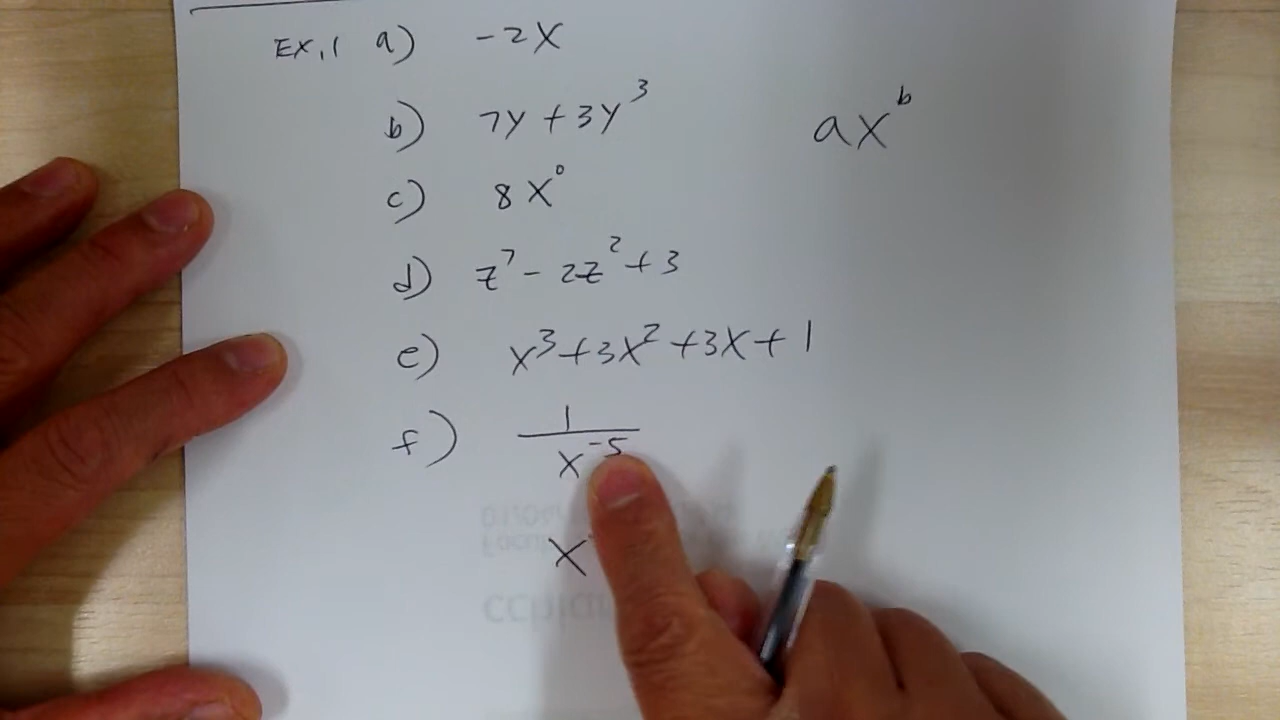 Ex.1 a) -2x
b) 7y + 3y³
ax^b
c) 8x⁰
d) z⁷ - 2z² + 3
e) x³ + 3x² + 3x + 1
f) 1/x⁻⁵
x